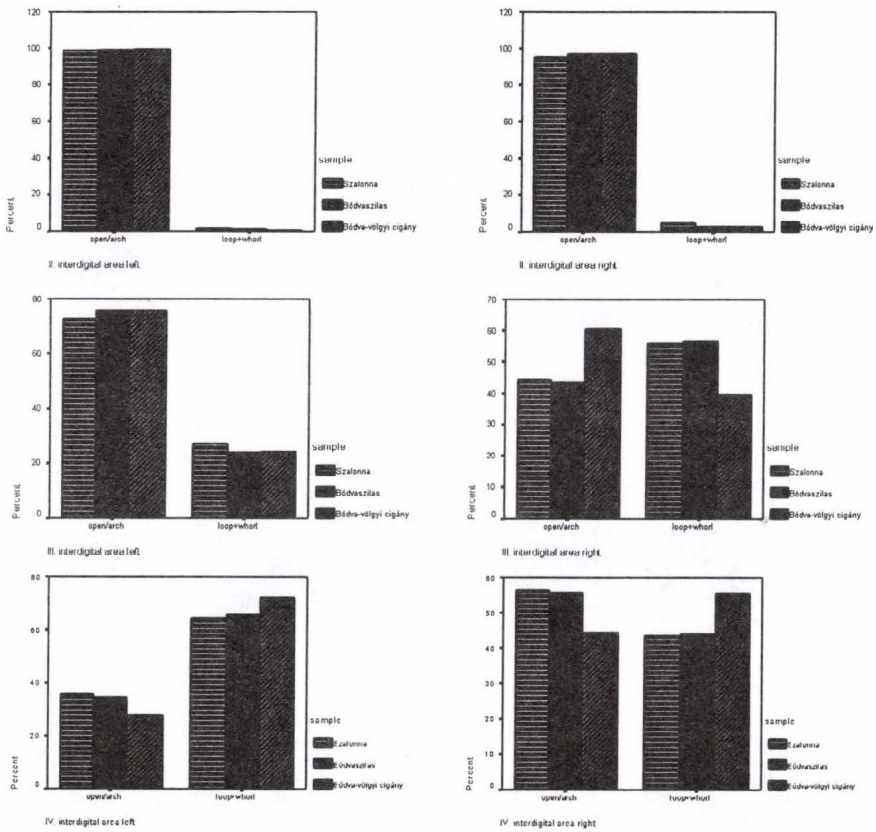 120
100
80
60
40
20
0
Percent
open/arch
loop+whorl
sample
Szalonna
Bódvaszilas
Bódva-völgyi cigány
II. interdigital area left
120
100
80
60
40
20
0
Percent
open/arch
loop+whorl
sample
Szalonna
Bódvaszilas
Bódva-völgyi cigány
II. interdigital area right
80
60
40
20
0
Percent
open/arch
loop+whorl
sample
Szalonna
Bódvaszilas
Bódva-völgyi cigány
III. interdigital area left
70
60
50
40
30
20
10
0
Percent
open/arch
loop+whorl
sample
Szalonna
Bódvaszilas
Bódva-völgyi cigány
III. interdigital area right
80
60
40
20
0
Percent
open/arch
loop+whorl
sample
Szalonna
Bódvaszilas
Bódva-völgyi cigány
IV. interdigital area left
60
50
40
30
20
10
0
Percent
open/arch
loop+whorl
sample
Szalonna
Bódvaszilas
Bódva-völgyi cigány
IV. interdigital area right